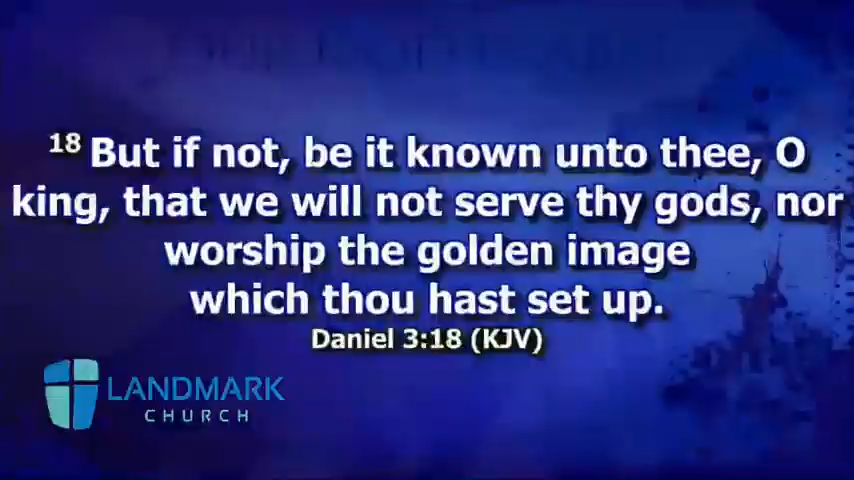 18 But if not, be it known unto thee, O
king, that we will not serve thy gods, nor
worship the golden image
which thou hast set up.
Daniel 3:18 (KJV)
LANDMARK
CHURCH